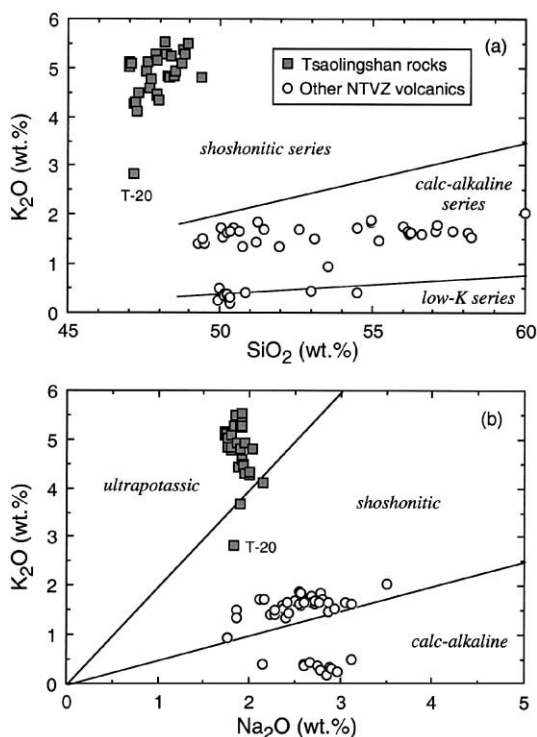 6
(a)
Tsaolingshan rocks
5
Other NTVZ volcanics
4
K2O (wt.%)
shoshonitic series
3
T-20
calc-alkaline
series
2
1
low-K series
0
45 50 55 60
SiO2 (wt.%)
6
(b)
5
ultrapotassic
shoshonitic
4
K2O (wt.%)
3
T-20
2
1
calc-alkaline
0
0 1 2 3 4 5
Na2O (wt.%)